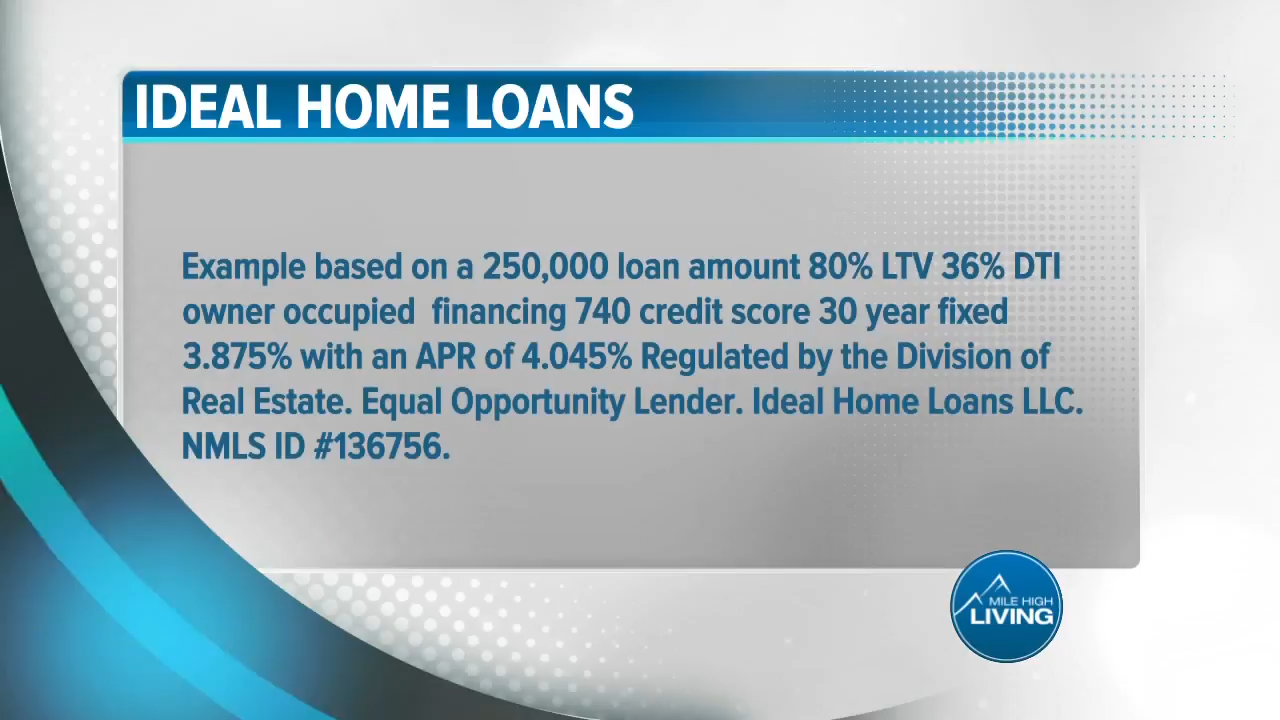 IDEAL HOME LOANS
Example based on a 250,000 loan amount 80% LTV 36% DTI
owner occupied  financing 740 credit score 30 year fixed
3.875% with an APR of 4.045% Regulated by the Division of
Real Estate. Equal Opportunity Lender. Ideal Home Loans LLC.
NMLS ID #136756.
MILE HIGH
LIVING